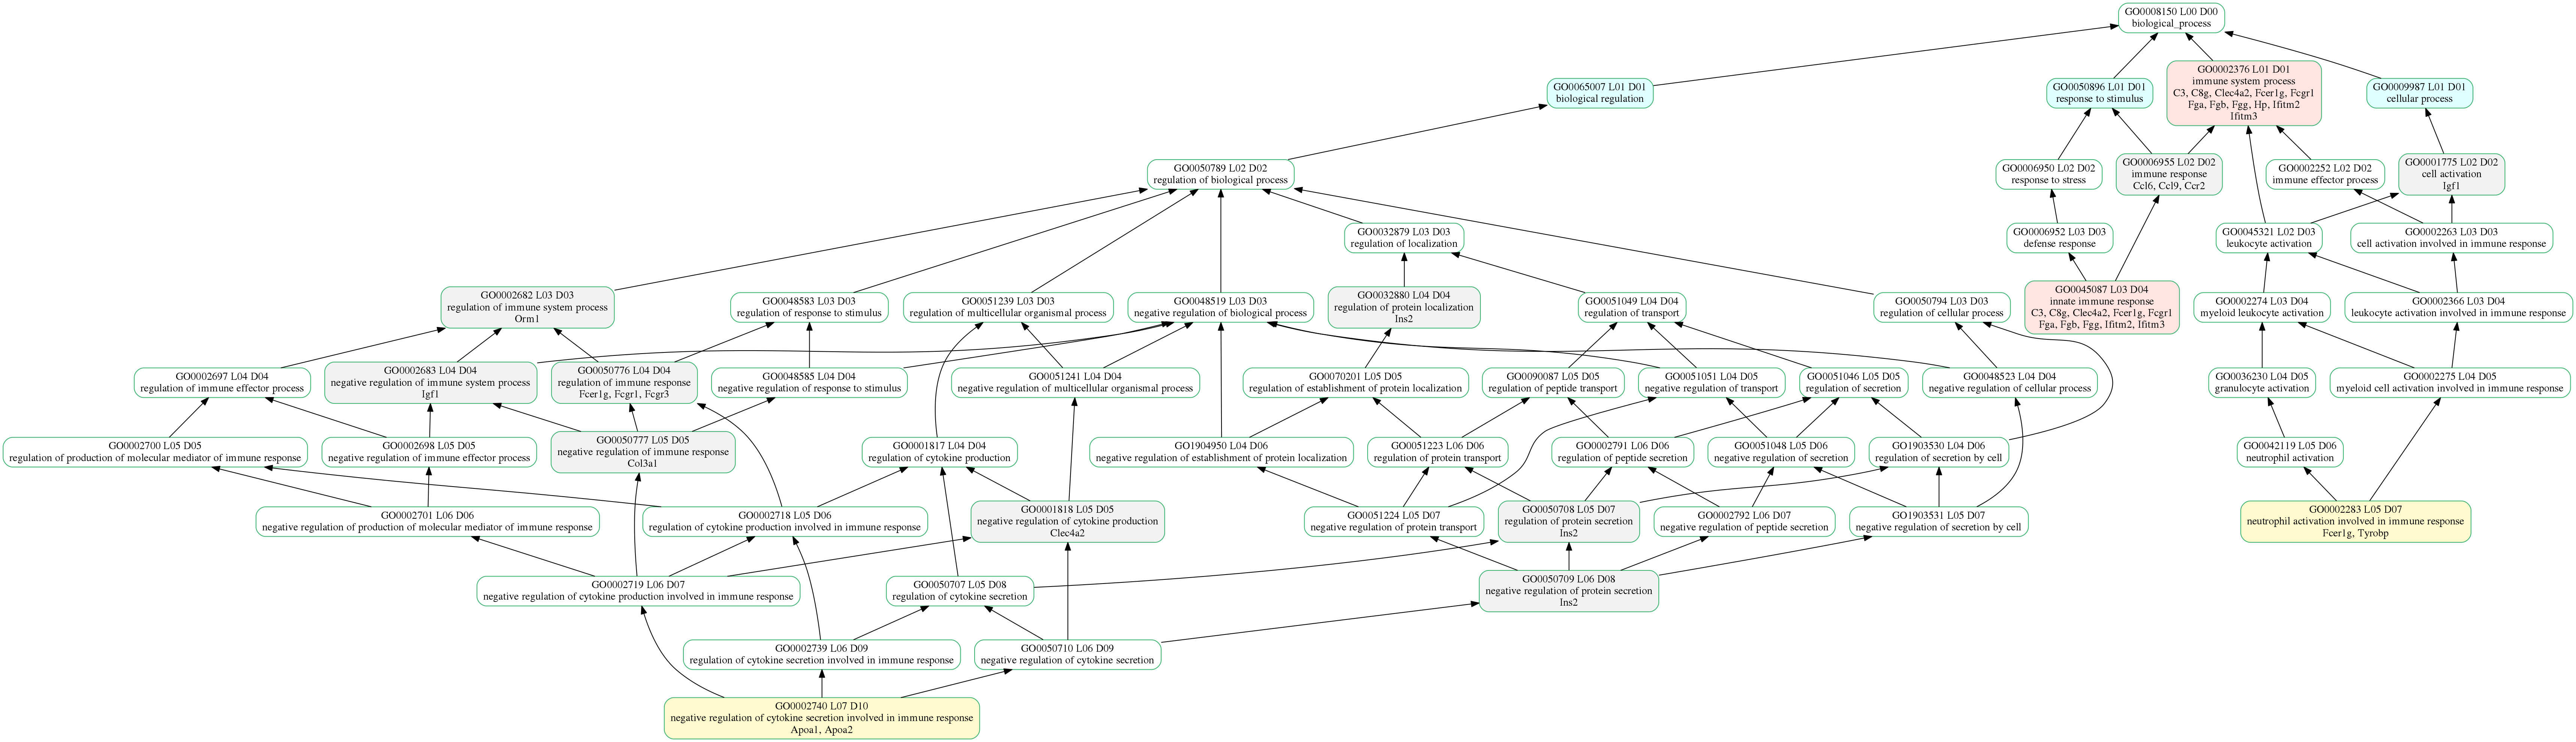 GO0008150 L00 D00
biological_process
GO0065007 L01 D01
biological regulation
GO0050896 L01 D01
response to stimulus
GO0002376 L01 D01
immune system process
C3, C8g, Clec4a2, Fcer1g, Fcgr1
Fga, Fgb, Fgg, Hp, Ifitm2
Ifitm3
GO0009987 L01 D01
cellular process
GO0050789 L02 D02
regulation of biological process
GO0006950 L02 D02
response to stress
GO0006955 L02 D02
immune response
Ccl6, Ccl9, Ccr2
GO0002252 L02 D02
immune effector process
GO0001775 L02 D02
cell activation
Igf1
GO0032879 L03 D03
regulation of localization
GO0006952 L03 D03
defense response
GO0045321 L02 D03
leukocyte activation
GO0002263 L03 D03
cell activation involved in immune response
GO0002682 L03 D03
regulation of immune system process
Orm1
GO0048583 L03 D03
regulation of response to stimulus
GO0051239 L03 D03
regulation of multicellular organismal process
GO0048519 L03 D03
negative regulation of biological process
GO0032880 L04 D04
regulation of protein localization
Ins2
GO0051049 L04 D04
regulation of transport
GO0050794 L03 D03
regulation of cellular process
GO0045087 L03 D04
innate immune response
C3, C8g, Clec4a2, Fcer1g, Fcgr1
Fga, Fgb, Fgg, Ifitm2, Ifitm3
GO0002274 L03 D04
myeloid leukocyte activation
GO0002366 L03 D04
leukocyte activation involved in immune response
GO0002697 L04 D04
regulation of immune effector process
GO0002683 L04 D04
negative regulation of immune system process
Igf1
GO0050776 L04 D04
regulation of immune response
Fcer1g, Fcgr1, Fcgr3
GO0048585 L04 D04
negative regulation of response to stimulus
GO0051241 L04 D04
negative regulation of multicellular organismal process
GO0070201 L05 D05
regulation of establishment of protein localization
GO0090087 L05 D05
regulation of peptide transport
GO0051051 L04 D05
negative regulation of transport
GO0051046 L05 D05
regulation of secretion
GO0048523 L04 D04
negative regulation of cellular process
GO0036230 L04 D05
granulocyte activation
GO0002275 L04 D05
myeloid cell activation involved in immune response
GO0002700 L05 D05
regulation of production of molecular mediator of immune response
GO0002698 L05 D05
negative regulation of immune effector process
GO0050777 L05 D05
negative regulation of immune response
Col3a1
GO0001817 L04 D04
regulation of cytokine production
GO1904950 L04 D06
negative regulation of establishment of protein localization
GO0051223 L06 D06
regulation of protein transport
GO0002791 L06 D06
regulation of peptide secretion
GO0051048 L05 D06
negative regulation of secretion
GO1903530 L04 D06
regulation of secretion by cell
GO0042119 L05 D06
neutrophil activation
GO0002701 L06 D06
negative regulation of production of molecular mediator of immune response
GO0002718 L05 D06
regulation of cytokine production involved in immune response
GO0001818 L05 D05
negative regulation of cytokine production
Clec4a2
GO0051224 L05 D07
negative regulation of protein transport
GO0050708 L05 D07
regulation of protein secretion
Ins2
GO0002792 L06 D07
negative regulation of peptide secretion
GO1903531 L05 D07
negative regulation of secretion by cell
GO0002283 L05 D07
neutrophil activation involved in immune response
Fcer1g, Tyrobp
GO0002719 L06 D07
negative regulation of cytokine production involved in immune response
GO0050707 L05 D08
regulation of cytokine secretion
GO0050709 L06 D08
negative regulation of protein secretion
Ins2
GO0002739 L06 D09
regulation of cytokine secretion involved in immune response
GO0050710 L06 D09
negative regulation of cytokine secretion
GO0002740 L07 D10
negative regulation of cytokine secretion involved in immune response
Apoa1, Apoa2